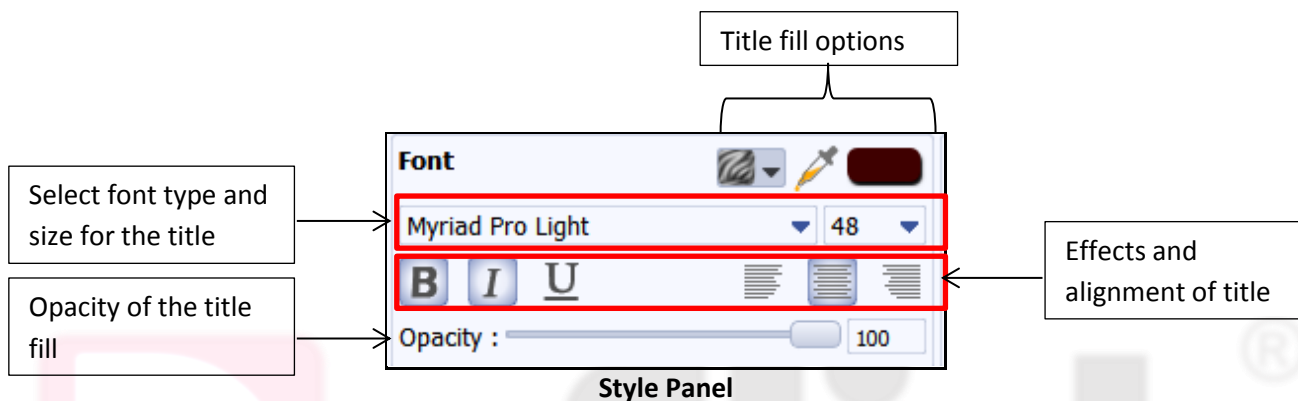 Title fill options
Font
Select font type and
size for the title
Myriad Pro Light 48
B I U
Effects and
alignment of title
Opacity of the title
fill
Opacity : 100
Style Panel
®